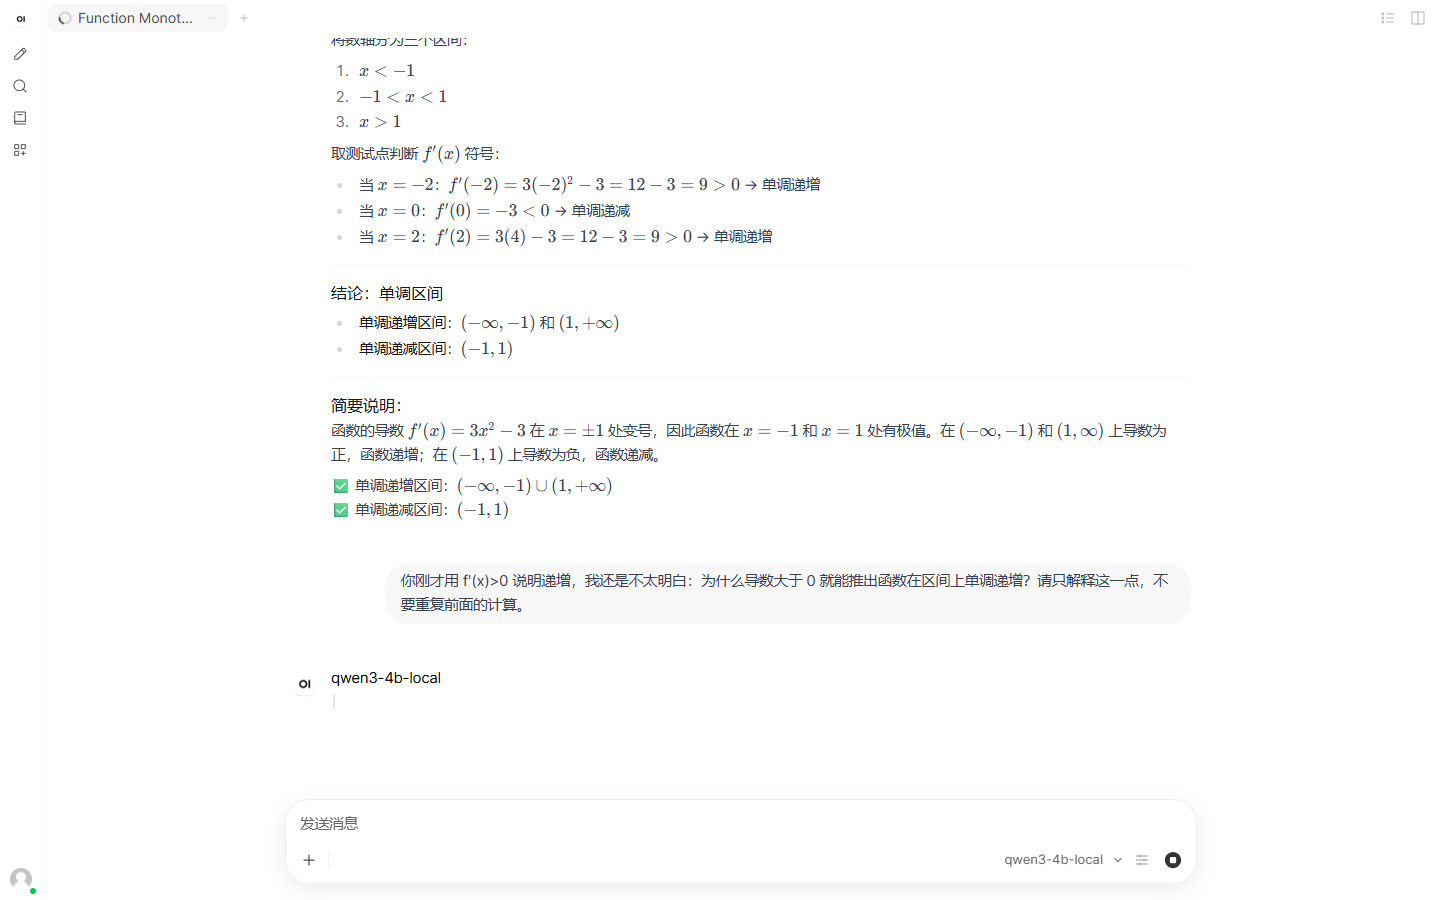 OI
Function Monot...
将数轴分为三个区间：
1. x < −1
2. −1 < x < 1
3. x > 1
取测试点判断 f′(x) 符号：
当 x = −2：f′(−2) = 3(−2)² − 3 = 12 − 3 = 9 > 0 → 单调递增
当 x = 0：f′(0) = −3 < 0 → 单调递减
当 x = 2：f′(2) = 3(4) − 3 = 12 − 3 = 9 > 0 → 单调递增
结论：单调区间
单调递增区间：(−∞, −1) 和 (1, +∞)
单调递减区间：(−1, 1)
简要说明：
函数的导数 f′(x) = 3x² − 3 在 x = ±1 处变号，因此函数在 x = −1 和 x = 1 处有极值。在 (−∞, −1) 和 (1, ∞) 上导数为
正，函数递增；在 (−1, 1) 上导数为负，函数递减。
✅ 单调递增区间：(−∞, −1) ∪ (1, +∞)
✅ 单调递减区间：(−1, 1)
你刚才用 f'(x)>0 说明递增，我还是不太明白：为什么导数大于 0 就能推出函数在区间上单调递增？请只解释这一点，不
要重复前面的计算。
OI
qwen3-4b-local
发送消息
qwen3-4b-local